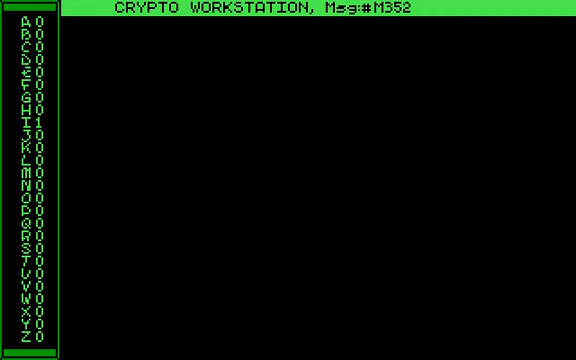 CRYPTO WORKSTATION, Msg:#M352
A 0
B 0
C 0
D 0
E 0
F 0
G 0
H 0
I 1
J 0
K 0
L 0
M 0
N 0
O 0
P 0
Q 0
R 0
S 0
T 0
U 0
V 0
W 0
X 0
Y 0
Z 0